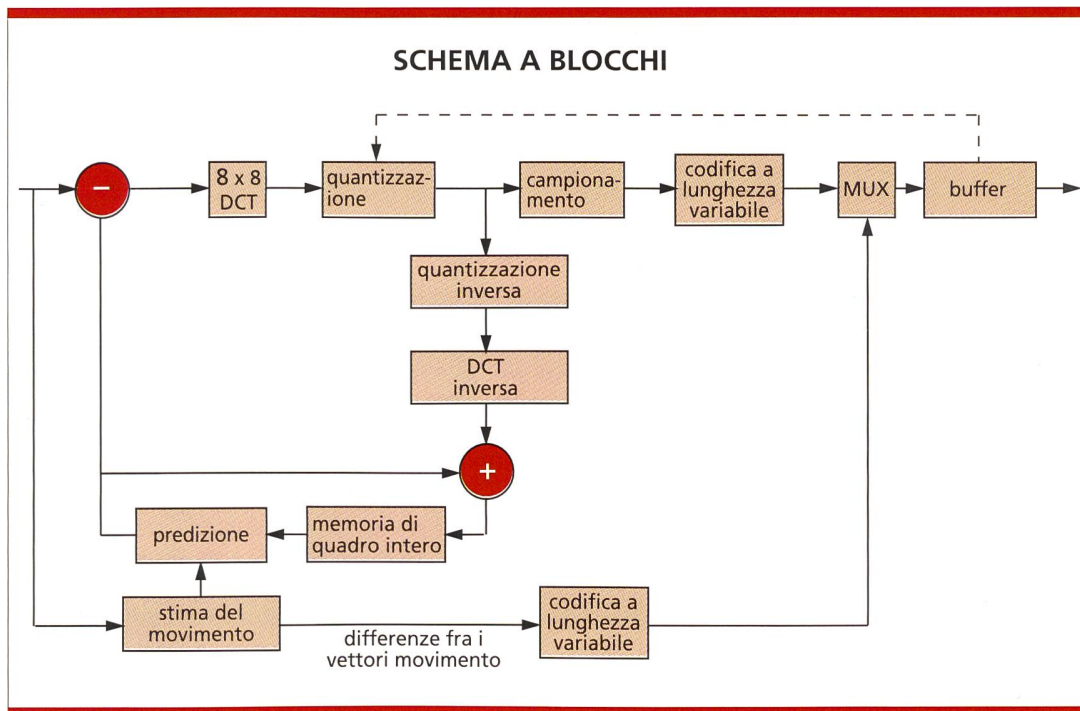 SCHEMA A BLOCCHI
−
8 x 8
DCT
quantizzaz-
ione
campiona-
mento
codifica a
lunghezza
variabile
MUX
buffer
quantizzazione
inversa
DCT
inversa
+
predizione
memoria di
quadro intero
stima del
movimento
differenze fra i
vettori movimento
codifica a
lunghezza
variabile